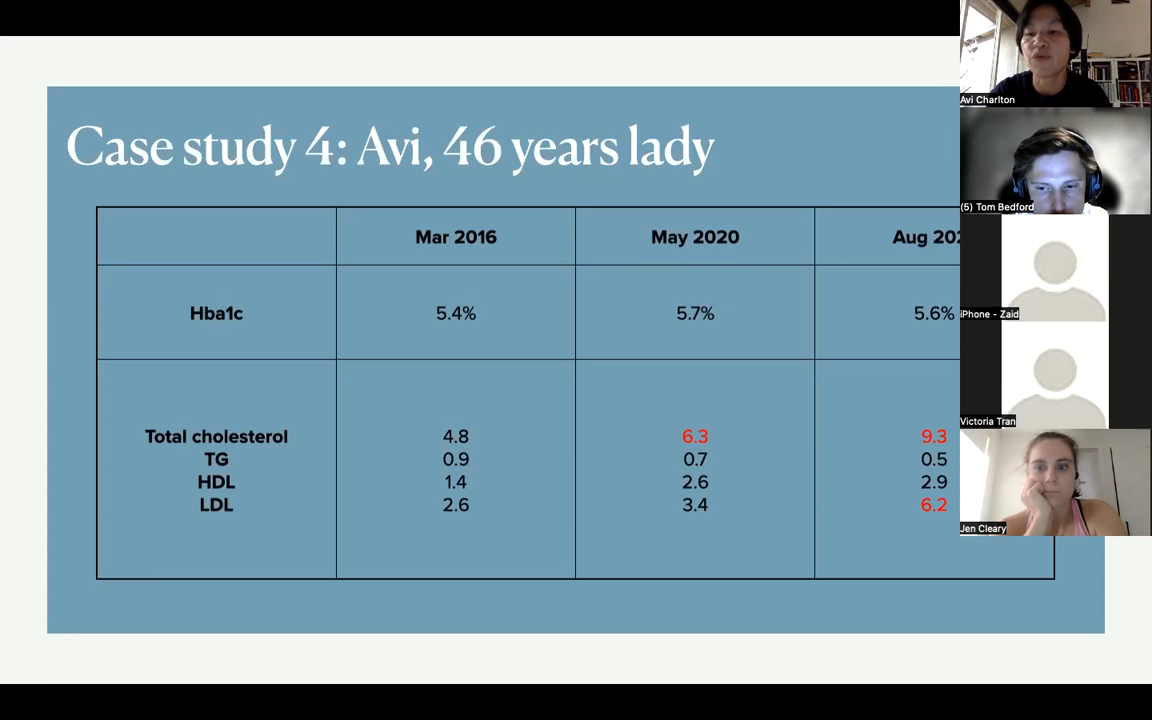 Case study 4: Avi, 46 years lady
Mar 2016 May 2020 Aug 202
Hba1c 5.4% 5.7% 5.6%
Total cholesterol 4.8 6.3 9.3
TG 0.9 0.7 0.5
HDL 1.4 2.6 2.9
LDL 2.6 3.4 6.2
Avi Charlton
(5) Tom Bedford
iPhone - Zaid
Victoria Tran
Jen Cleary